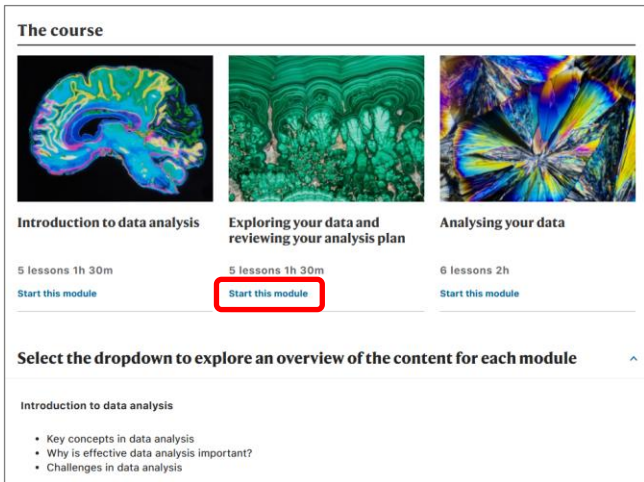 The course
Introduction to data analysis
5 lessons 1h 30m
Start this module
Exploring your data and
reviewing your analysis plan
5 lessons 1h 30m
Start this module
Analysing your data
6 lessons 2h
Start this module
Select the dropdown to explore an overview of the content for each module
Introduction to data analysis
• Key concepts in data analysis
• Why is effective data analysis important?
• Challenges in data analysis